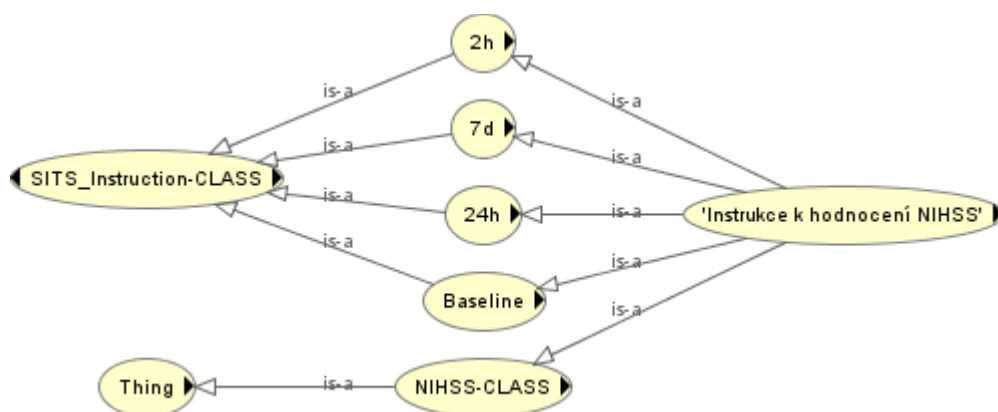 2h
is-a
is-a
7d
is-a
is-a
SITS_Instruction-CLASS
is-a
24h
is-a
'Instrukce k hodnocení NIHSS'
is-a
is-a
Baseline
is-a
Thing
is-a
NIHSS-CLASS